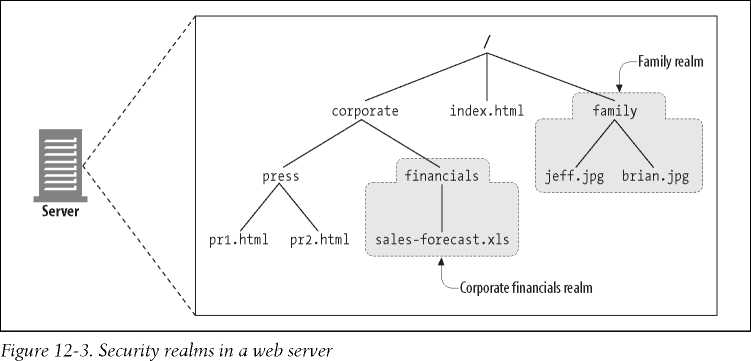 /
Family realm
corporate
index.html
family
press
financials
jeff.jpg
brian.jpg
Server
pr1.html
pr2.html
sales-forecast.xls
Corporate financials realm
Figure 12-3. Security realms in a web server